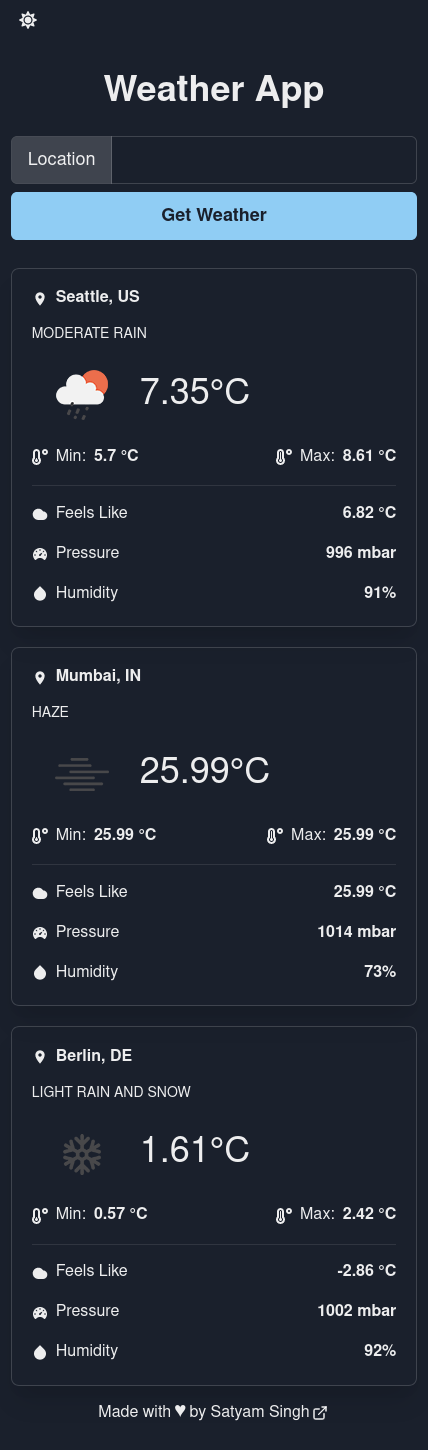 Weather App
Location
Get Weather
Seattle, US
MODERATE RAIN
7.35°C
Min: 5.7 °C Max: 8.61 °C
Feels Like 6.82 °C
Pressure 996 mbar
Humidity 91%
Mumbai, IN
HAZE
25.99°C
Min: 25.99 °C Max: 25.99 °C
Feels Like 25.99 °C
Pressure 1014 mbar
Humidity 73%
Berlin, DE
LIGHT RAIN AND SNOW
1.61°C
Min: 0.57 °C Max: 2.42 °C
Feels Like -2.86 °C
Pressure 1002 mbar
Humidity 92%
Made with ♥ by Satyam Singh